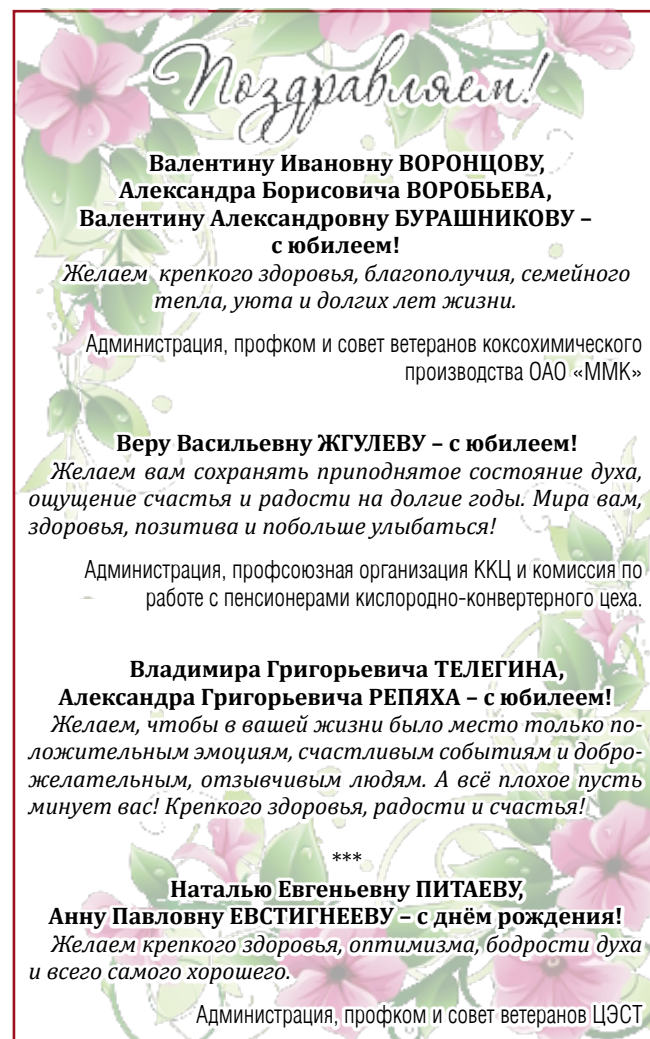 Поздравляем!
Валентину Ивановну ВОРОНЦОВУ,
Александра Борисовича ВОРОБЬЕВА,
Валентину Александровну БУРАШНИКОВУ –
с юбилеем!
Желаем крепкого здоровья, благополучия, семейного
тепла, уюта и долгих лет жизни.
Администрация, профком и совет ветеранов коксохимического
производства ОАО «ММК»
Веру Васильевну ЖГУЛЕВУ – с юбилеем!
Желаем вам сохранять приподнятое состояние духа,
ощущение счастья и радости на долгие годы. Мира вам,
здоровья, позитива и побольше улыбаться!
Администрация, профсоюзная организация ККЦ и комиссия по
работе с пенсионерами кислородно-конвертерного цеха.
Владимира Григорьевича ТЕЛЕГИНА,
Александра Григорьевича РЕПЯХА – с юбилеем!
Желаем, чтобы в вашей жизни было место только по-
ложительным эмоциям, счастливым событиям и добро-
желательным, отзывчивым людям. А всё плохое пусть
минует вас! Крепкого здоровья, радости и счастья!
***
Наталью Евгеньевну ПИТАЕВУ,
Анну Павловну ЕВСТИГНЕЕВУ – с днём рождения!
Желаем крепкого здоровья, оптимизма, бодрости духа
и всего самого хорошего.
Администрация, профком и совет ветеранов ЦЭСТ